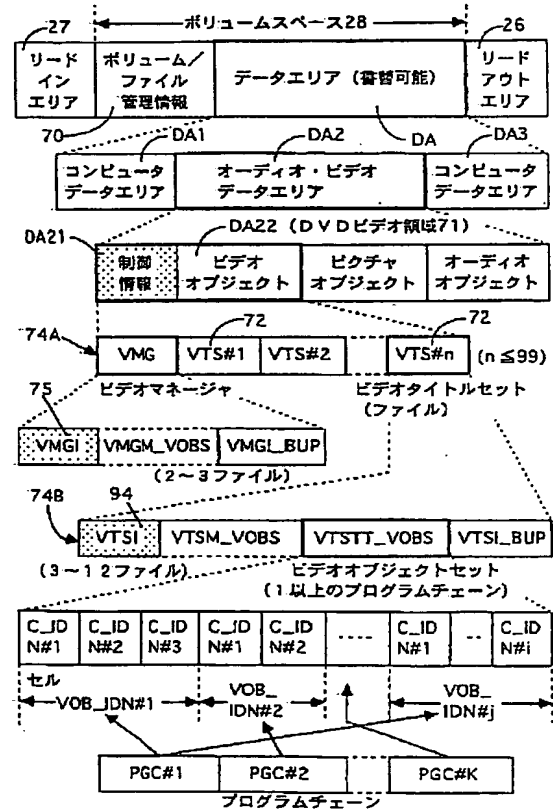 ボリュームスペース28
27
26
リード
イン
エリア
ボリューム/
ファイル
管理情報
データエリア (書替可能)
リード
アウト
エリア
70
DA1
DA2
DA
DA3
コンピュータ
データエリア
オーディオ・ビデオ
データエリア
コンピュータ
データエリア
DA21
DA22 (DVDビデオ領域71)
制御
情報
ビデオ
オブジェクト
ピクチャ
オブジェクト
オーディオ
オブジェクト
72
72
74A
VMG
VTS#1
VTS#2
VTS#n
(n≤99)
75
ビデオマネージャ
ビデオタイトルセット
(ファイル)
VMGI
VMGM_VOBS
VMGI_BUP
(2~3ファイル)
74B
94
VTSI
VTSM_VOBS
VTSTT_VOBS
VTSI_BUP
(3~12ファイル)
ビデオオブジェクトセット
(1以上のプログラムチェーン)
C_ID
N#1
C_ID
N#2
C_ID
N#3
C_ID
N#1
C_ID
N#2
C_ID
N#1
C_ID
N#i
セル
VOB_IDN#1
VOB_
IDN#2
VOB_
IDN#j
PGC#1
PGC#2
PGC#K
プログラムチェーン